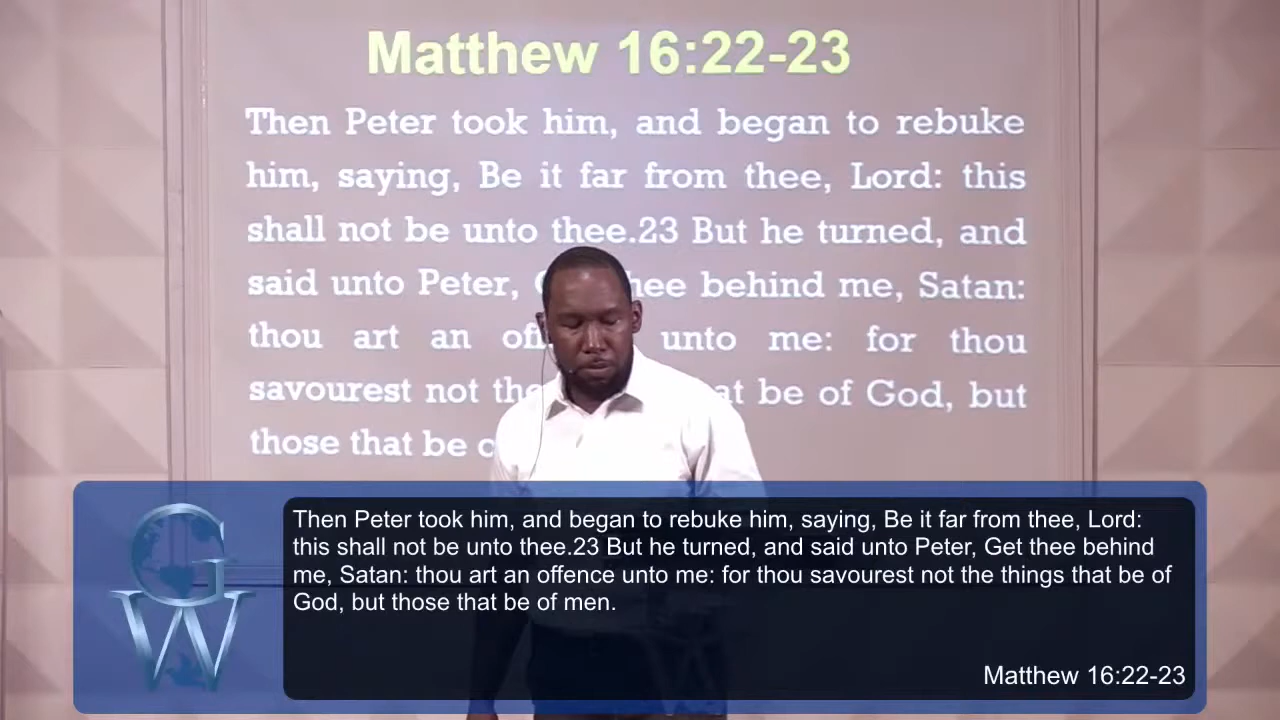 Matthew 16:22-23
Then Peter took him, and began to rebuke
him, saying, Be it far from thee, Lord: this
shall not be unto thee.23 But he turned, and
said unto Peter, hee behind me, Satan:
thou art an off unto me: for thou
savourest not the at be of God, but
those that be o
Then Peter took him, and began to rebuke him, saying, Be it far from thee, Lord:
this shall not be unto thee.23 But he turned, and said unto Peter, Get thee behind
me, Satan: thou art an offence unto me: for thou savourest not the things that be of
God, but those that be of men.
Matthew 16:22-23
GW